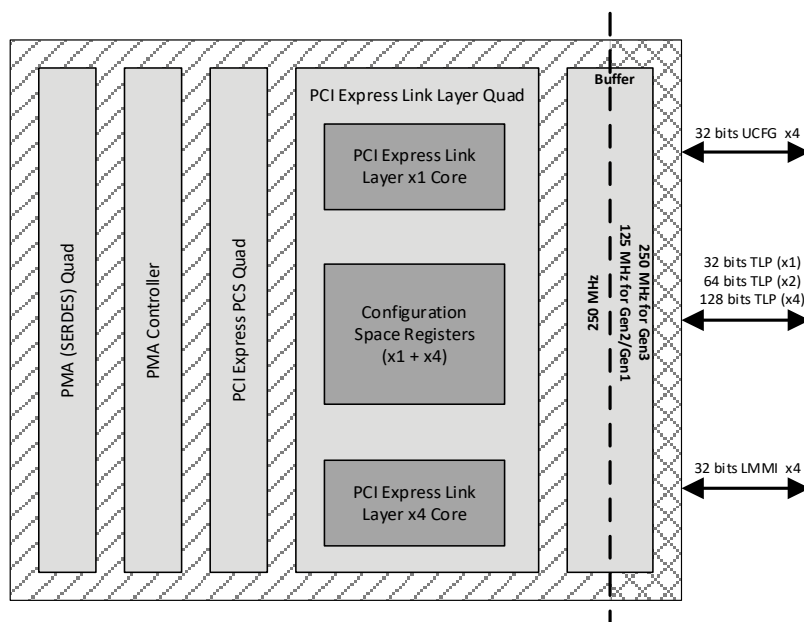 PMA (SERDES) Quad
PMA Controller
PCI Express PCS Quad
PCI Express Link Layer Quad
PCI Express Link
Layer x1 Core
Configuration
Space Registers
(x1 + x4)
PCI Express Link
Layer x4 Core
Buffer
250 MHz
250 MHz for Gen3
125 MHz for Gen2/Gen1
32 bits UCFG x4
32 bits TLP (x1)
64 bits TLP (x2)
128 bits TLP (x4)
32 bits LMMI x4